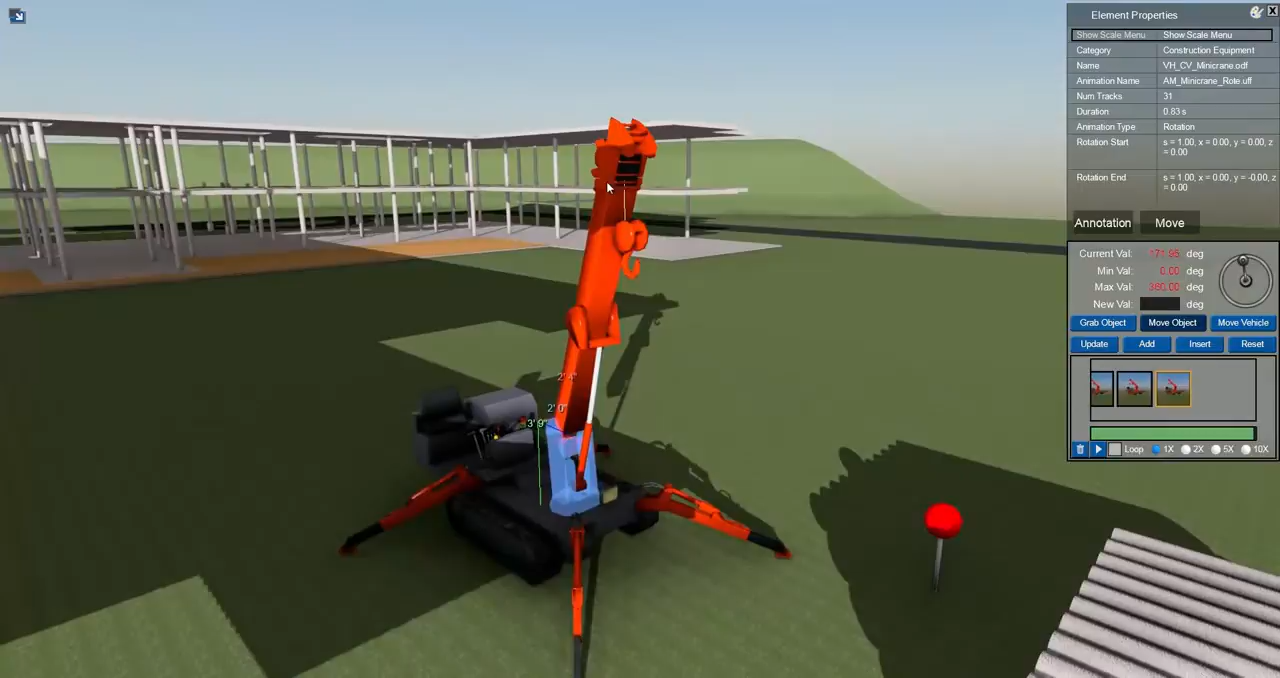 Element Properties
X
Show Scale Menu Show Scale Menu
Category Construction Equipment
Name VH_CV_Minicrane.odf
Animation Name AM_Minicrane_Rote.uff
Num Tracks 31
Duration 0.83 s
Animation Type Rotation
Rotation Start s = 1.00, x = 0.00, y = 0.00, z
= 0.00
Rotation End s = 1.00, x = 0.00, y = -0.00, z
= 0.00
Annotation Move
Current Val: 171.95 deg
Min Val: 0.00 deg
Max Val: 360.00 deg
New Val: deg
Grab Object Move Object Move Vehicle
Update Add Insert Reset
Loop 1X 2X 5X 10X
2' 4"
2' 0"
3' 9"